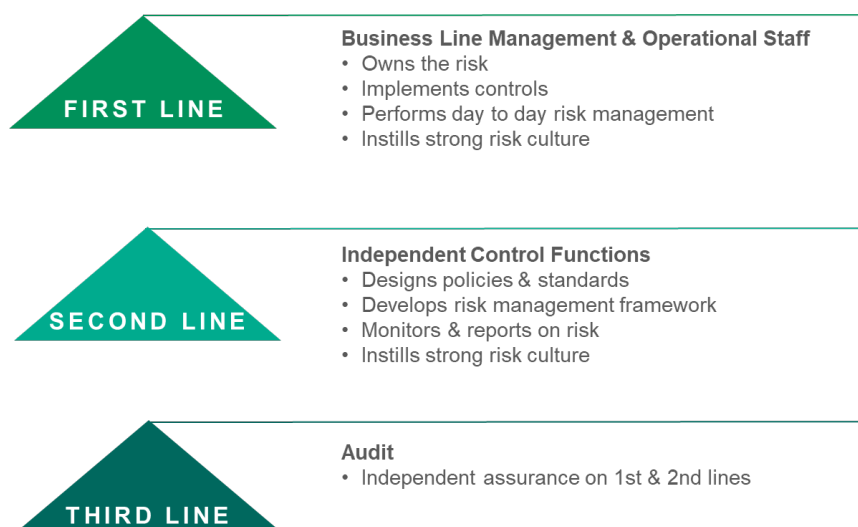 FIRST LINE
Business Line Management & Operational Staff
• Owns the risk
• Implements controls
• Performs day to day risk management
• Instills strong risk culture
SECOND LINE
Independent Control Functions
• Designs policies & standards
• Develops risk management framework
• Monitors & reports on risk
• Instills strong risk culture
THIRD LINE
Audit
• Independent assurance on 1st & 2nd lines